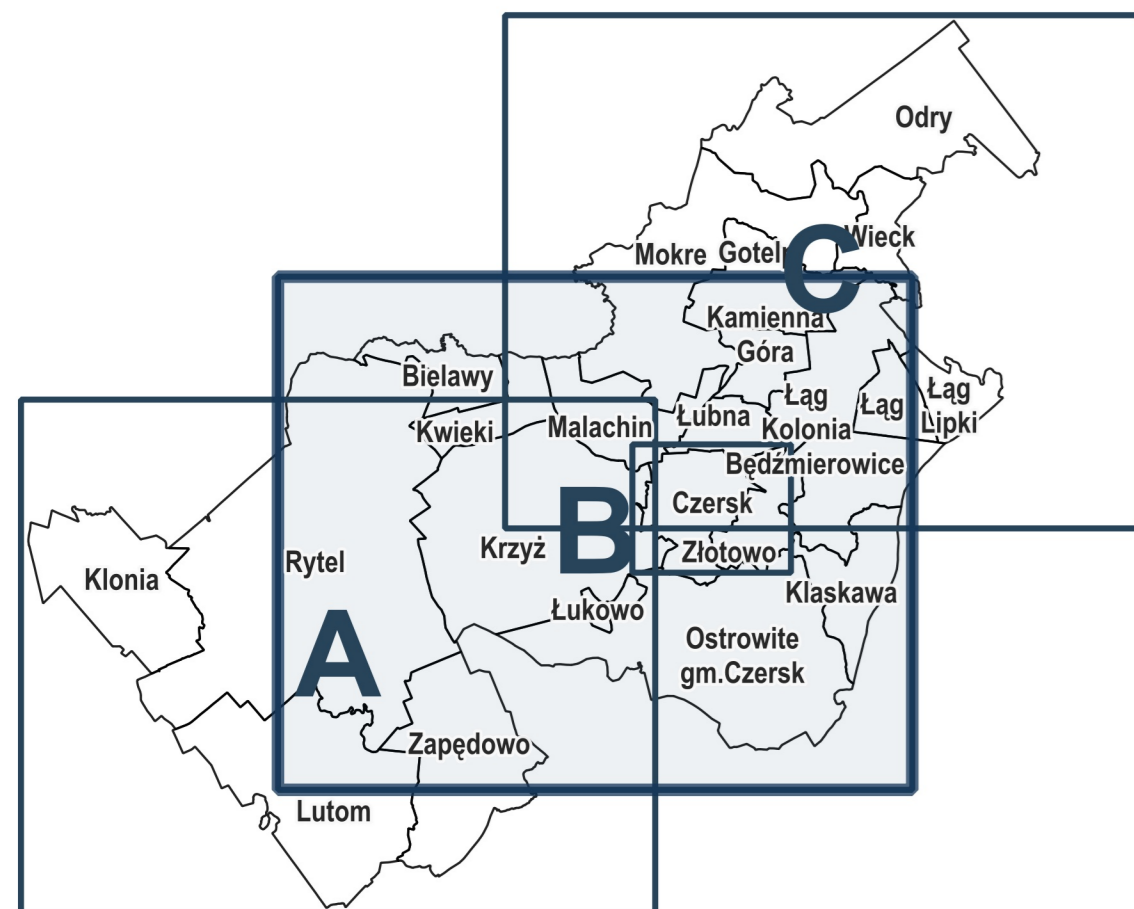 Odry
Wieck
Mokre
C
Kamienna
Góra
Bielawy
Łąg
Łąg
Lipki
Łąg
Kolonia
Łubna
Malachin
Kwieki
Będźmierowice
Czersk
B
Krzyż
Złotowo
Rytel
Klonia
Klaskawa
Łukowo
Ostrowite
gm.Czersk
A
Zapędowo
Lutom